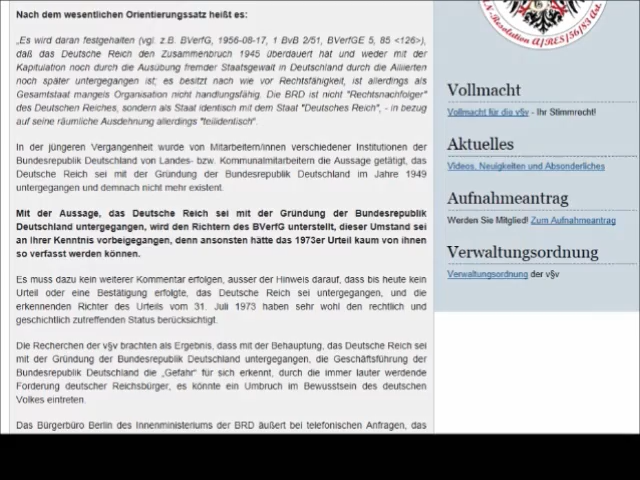 Nach dem wesentlichen Orientierungssatz heißt es:
„Es wird daran festgehalten (vgl. z.B. BVerfG, 1956-08-17, 1 BvB 2/51, BVerfGE 5, 85 <126>),
daß das Deutsche Reich den Zusammenbruch 1945 überdauert hat und weder mit der
Kapitulation noch durch die Ausübung fremder Staatsgewalt in Deutschland durch die Alliierten
noch später untergegangen ist; es besitzt nach wie vor Rechtsfähigkeit, ist allerdings als
Gesamtstaat mangels Organisation nicht handlungsfähig. Die BRD ist nicht "Rechtsnachfolger"
des Deutschen Reiches, sondern als Staat identisch mit dem Staat "Deutsches Reich", - in bezug
auf seine räumliche Ausdehnung allerdings "teilidentisch".
In der jüngeren Vergangenheit wurde von Mitarbeitern/innen verschiedener Institutionen der
Bundesrepublik Deutschland von Landes- bzw. Kommunalmitarbeitern die Aussage getätigt, das
Deutsche Reich sei mit der Gründung der Bundesrepublik Deutschland im Jahre 1949
untergegangen und demnach nicht mehr existent.
Mit der Aussage, das Deutsche Reich sei mit der Gründung der Bundesrepublik
Deutschland untergegangen, wird den Richtern des BVerfG unterstellt, dieser Umstand sei
an Ihrer Kenntnis vorbeigegangen, denn ansonsten hätte das 1973er Urteil kaum von ihnen
so verfasst werden können.
Es muss dazu kein weiterer Kommentar erfolgen, ausser der Hinweis darauf, dass bis heute kein
Urteil oder eine Bestätigung erfolgte, das Deutsche Reich sei untergegangen, und die
erkennenden Richter des Urteils vom 31. Juli 1973 haben sehr wohl den rechtlich und
geschichtlich zutreffenden Status berücksichtigt.
Die Recherchen der v§v brachten als Ergebnis, dass mit der Behauptung, das Deutsche Reich sei
mit der Gründung der Bundesrepublik Deutschland untergegangen, die Geschäftsführung der
Bundesrepublik Deutschland die „Gefahr“ für sich erkennt, durch die immer lauter werdende
Forderung deutscher Reichsbürger, es könnte ein Umbruch im Bewusstsein des deutschen
Volkes eintreten.
Das Bürgerbüro Berlin des Innenministeriums der BRD äußert bei telefonischen Anfragen, das
N-Resolution A/RES/56/83 Art.
Vollmacht
Vollmacht für die v§v - Ihr Stimmrecht!
Aktuelles
Videos, Neuigkeiten und Absonderliches
Aufnahmeantrag
Werden Sie Mitglied! Zum Aufnahmeantrag
Verwaltungsordnung
Verwaltungsordnung der v§v